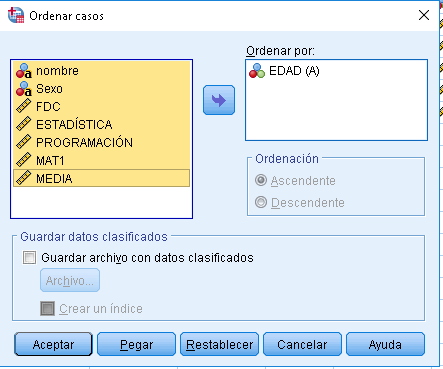 Ordenar casos
nombre
Sexo
FDC
ESTADÍSTICA
PROGRAMACIÓN
MAT1
MEDIA
Ordenar por:
EDAD (A)
Ordenación
Ascendente
Descendente
Guardar datos clasificados
Guardar archivo con datos clasificados
Archivo...
Crear un índice
Aceptar Pegar Restablecer Cancelar Ayuda